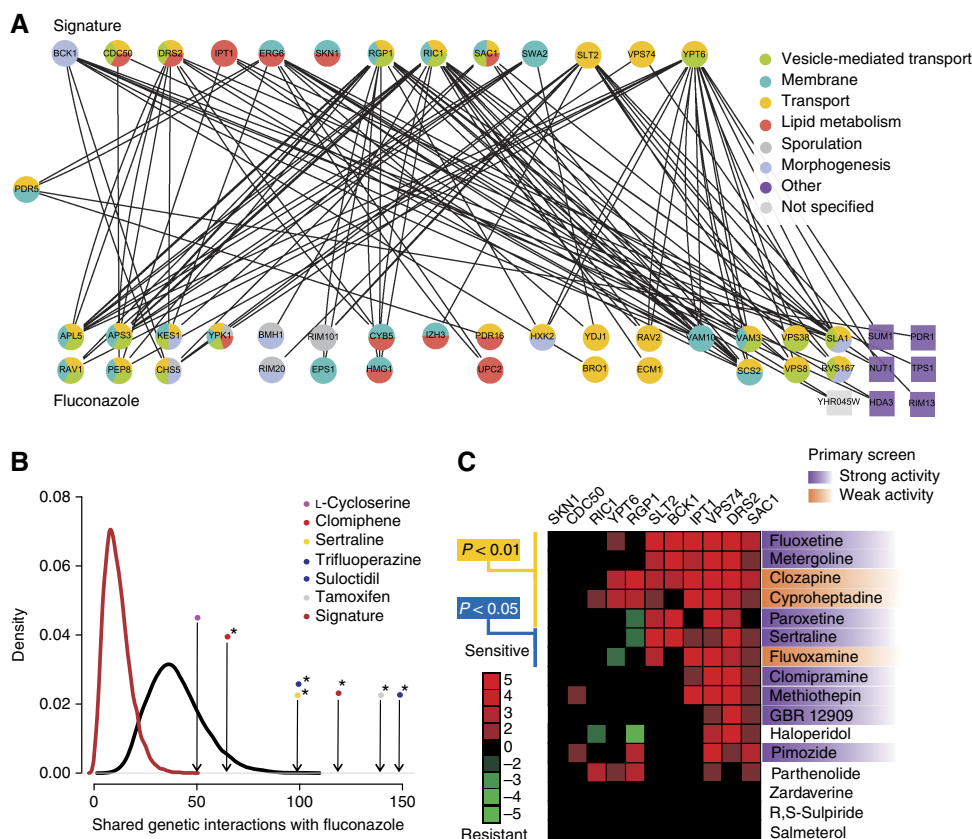 A
Signature
BCK1 CDC50 DRS2 IPT1 ERG6 SKN1 RGP1 RIC1 SAC1 SWA2 SLT2 VPS74 YPT6
Vesicle-mediated transport
Membrane
Transport
Lipid metabolism
Sporulation
Morphogenesis
Other
Not specified
PDR5
APL5 APS3 KES1 YPK1 BMH1 RIM101 CYB5 IZH3 PDR16 HXK2 YDJ1 RAV2 VAM10 VAM3 VPS38 SLA1 SUM1 PDR1
RAV1 PEP8 CHS5 RIM20 EPS1 HMG1 UPC2 BRO1 ECM1 SCS2 VPS8 RVS167 NUT1 TPS1
YHR045W HDA3 RIM13
Fluconazole
B
0.08
0.06
0.04
0.02
0.00
Density
0 50 100 150
Shared genetic interactions with fluconazole
L-Cycloserine
Clomiphene
Sertraline
Trifluoperazine
Suloctidil
Tamoxifen
Signature
*
*
*
*
*
*
C
Primary screen
Strong activity
Weak activity
SKN1 CDC50 RIC1 YPT6 RGP1 SLT2 BCK1 IPT1 VPS74 DRS2 SAC1
P < 0.01
P < 0.05
Sensitive
5
4
3
2
0
−2
−3
−4
−5
Resistant
Fluoxetine
Metergoline
Clozapine
Cyproheptadine
Paroxetine
Sertraline
Fluvoxamine
Clomipramine
Methiothepin
GBR 12909
Haloperidol
Pimozide
Parthenolide
Zardaverine
R,S-Sulpiride
Salmeterol